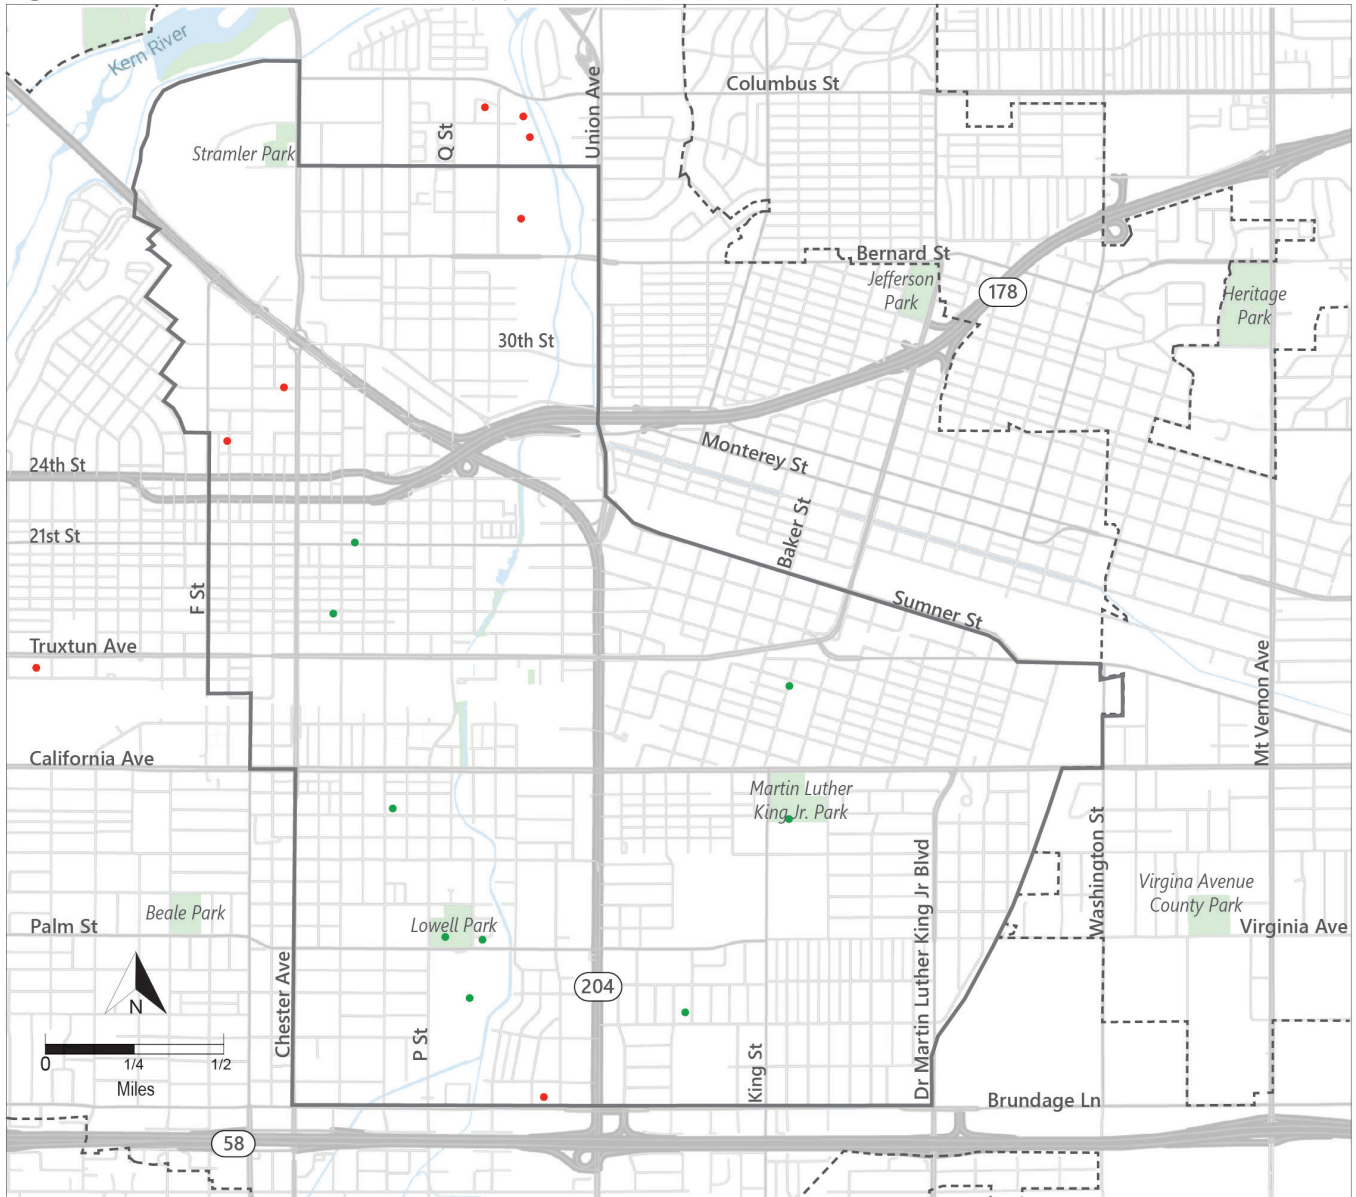 Kern River
Columbus St
Union Ave
Q St
Stramler Park
Bernard St
Jefferson
Park
178
Heritage
Park
30th St
Monterey St
24th St
Baker St
21st St
F St
Sumner St
Truxtun Ave
Mt Vernon Ave
California Ave
Martin Luther
King Jr. Park
Washington St
Dr Martin Luther King Jr Blvd
Virgina Avenue
County Park
Beale Park
Lowell Park
Palm St
Virginia Ave
Chester Ave
204
N
P St
King St
0 1/4 1/2
Miles
Brundage Ln
58